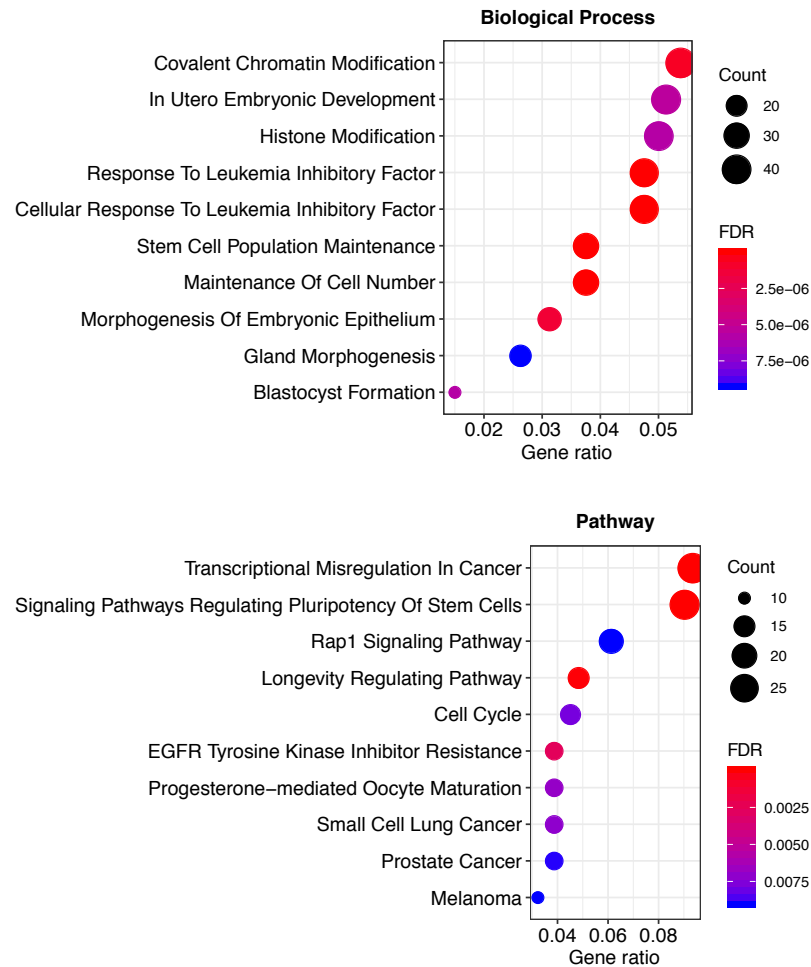 Biological Process
Covalent Chromatin Modification
In Utero Embryonic Development
Histone Modification
Response To Leukemia Inhibitory Factor
Cellular Response To Leukemia Inhibitory Factor
Stem Cell Population Maintenance
Maintenance Of Cell Number
Morphogenesis Of Embryonic Epithelium
Gland Morphogenesis
Blastocyst Formation
0.02 0.03 0.04 0.05
Gene ratio
Count
20
30
40
FDR
2.5e−06
5.0e−06
7.5e−06
Pathway
Transcriptional Misregulation In Cancer
Signaling Pathways Regulating Pluripotency Of Stem Cells
Rap1 Signaling Pathway
Longevity Regulating Pathway
Cell Cycle
EGFR Tyrosine Kinase Inhibitor Resistance
Progesterone−mediated Oocyte Maturation
Small Cell Lung Cancer
Prostate Cancer
Melanoma
0.04 0.06 0.08
Gene ratio
Count
10
15
20
25
FDR
0.0025
0.0050
0.0075